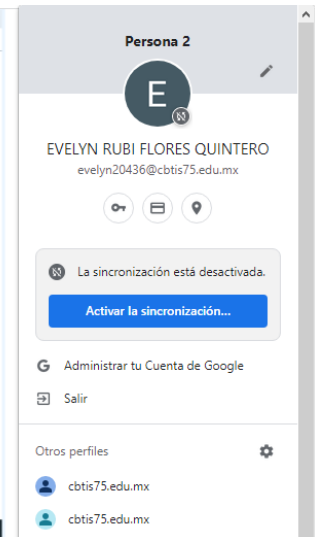 Persona 2
E
EVELYN RUBI FLORES QUINTERO
evelyn20436@cbtis75.edu.mx
La sincronización está desactivada.
Activar la sincronización...
G Administrar tu Cuenta de Google
Salir
Otros perfiles
cbtis75.edu.mx
cbtis75.edu.mx